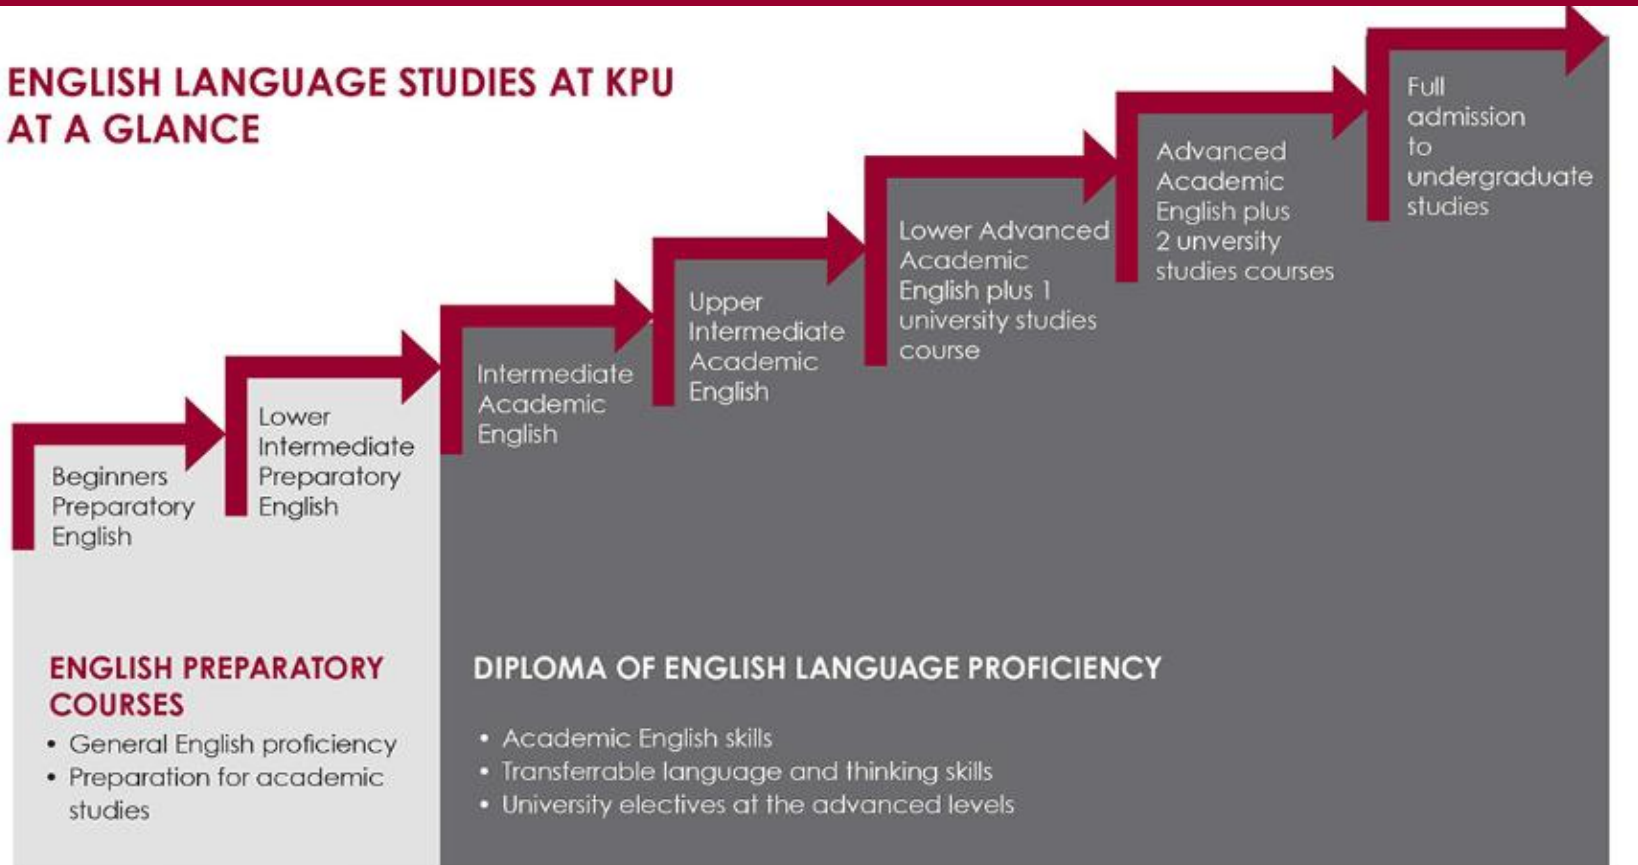 ENGLISH LANGUAGE STUDIES AT KPU
AT A GLANCE
Beginners
Preparatory
English
Lower
Intermediate
Preparatory
English
Intermediate
Academic
English
Upper
Intermediate
Academic
English
Lower Advanced
Academic
English plus 1
university studies
course
Advanced
Academic
English plus
2 unversity
studies courses
Full
admission
to
undergraduate
studies
ENGLISH PREPARATORY
COURSES
• General English proficiency
• Preparation for academic
studies
DIPLOMA OF ENGLISH LANGUAGE PROFICIENCY
• Academic English skills
• Transferrable language and thinking skills
• University electives at the advanced levels